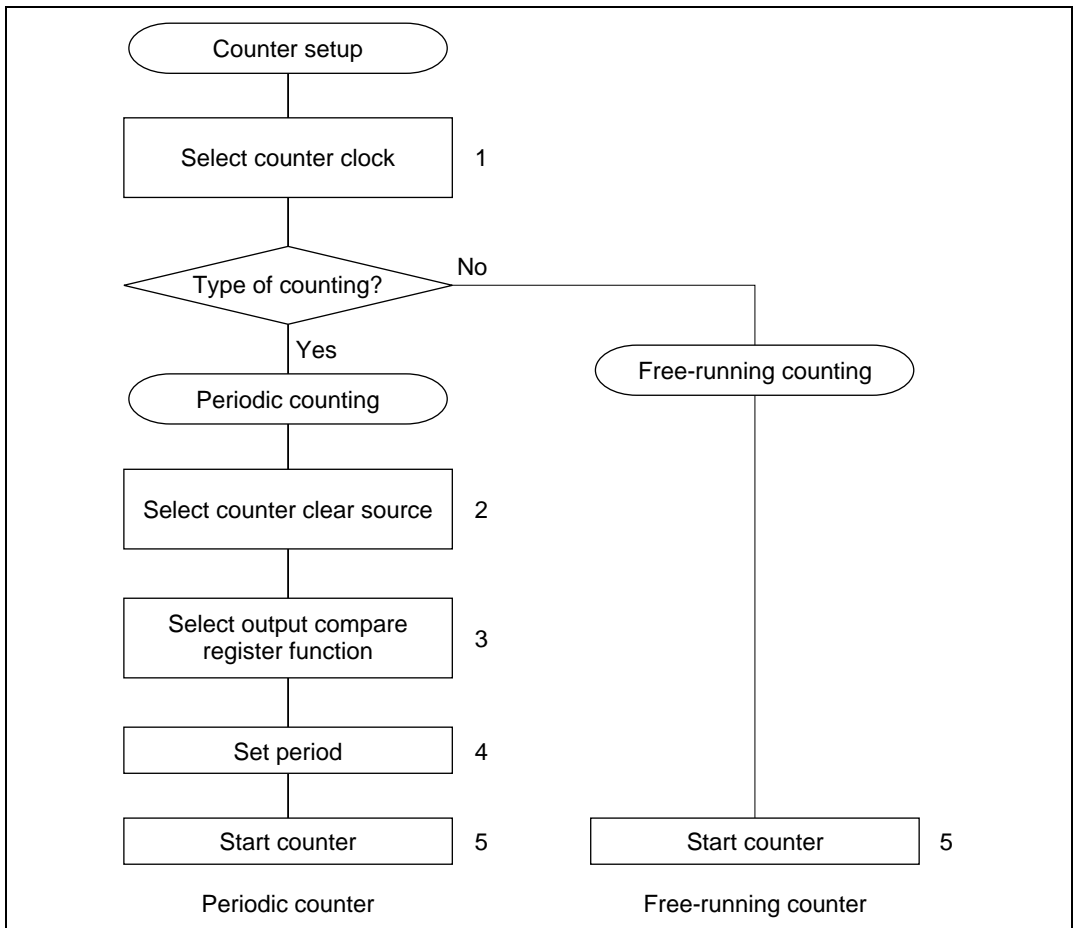 Counter setup
Select counter clock
1
Type of counting?
No
Yes
Periodic counting
Free-running counting
Select counter clear source
2
Select output compare
register function
3
Set period
4
Start counter
5
Start counter
5
Periodic counter
Free-running counter